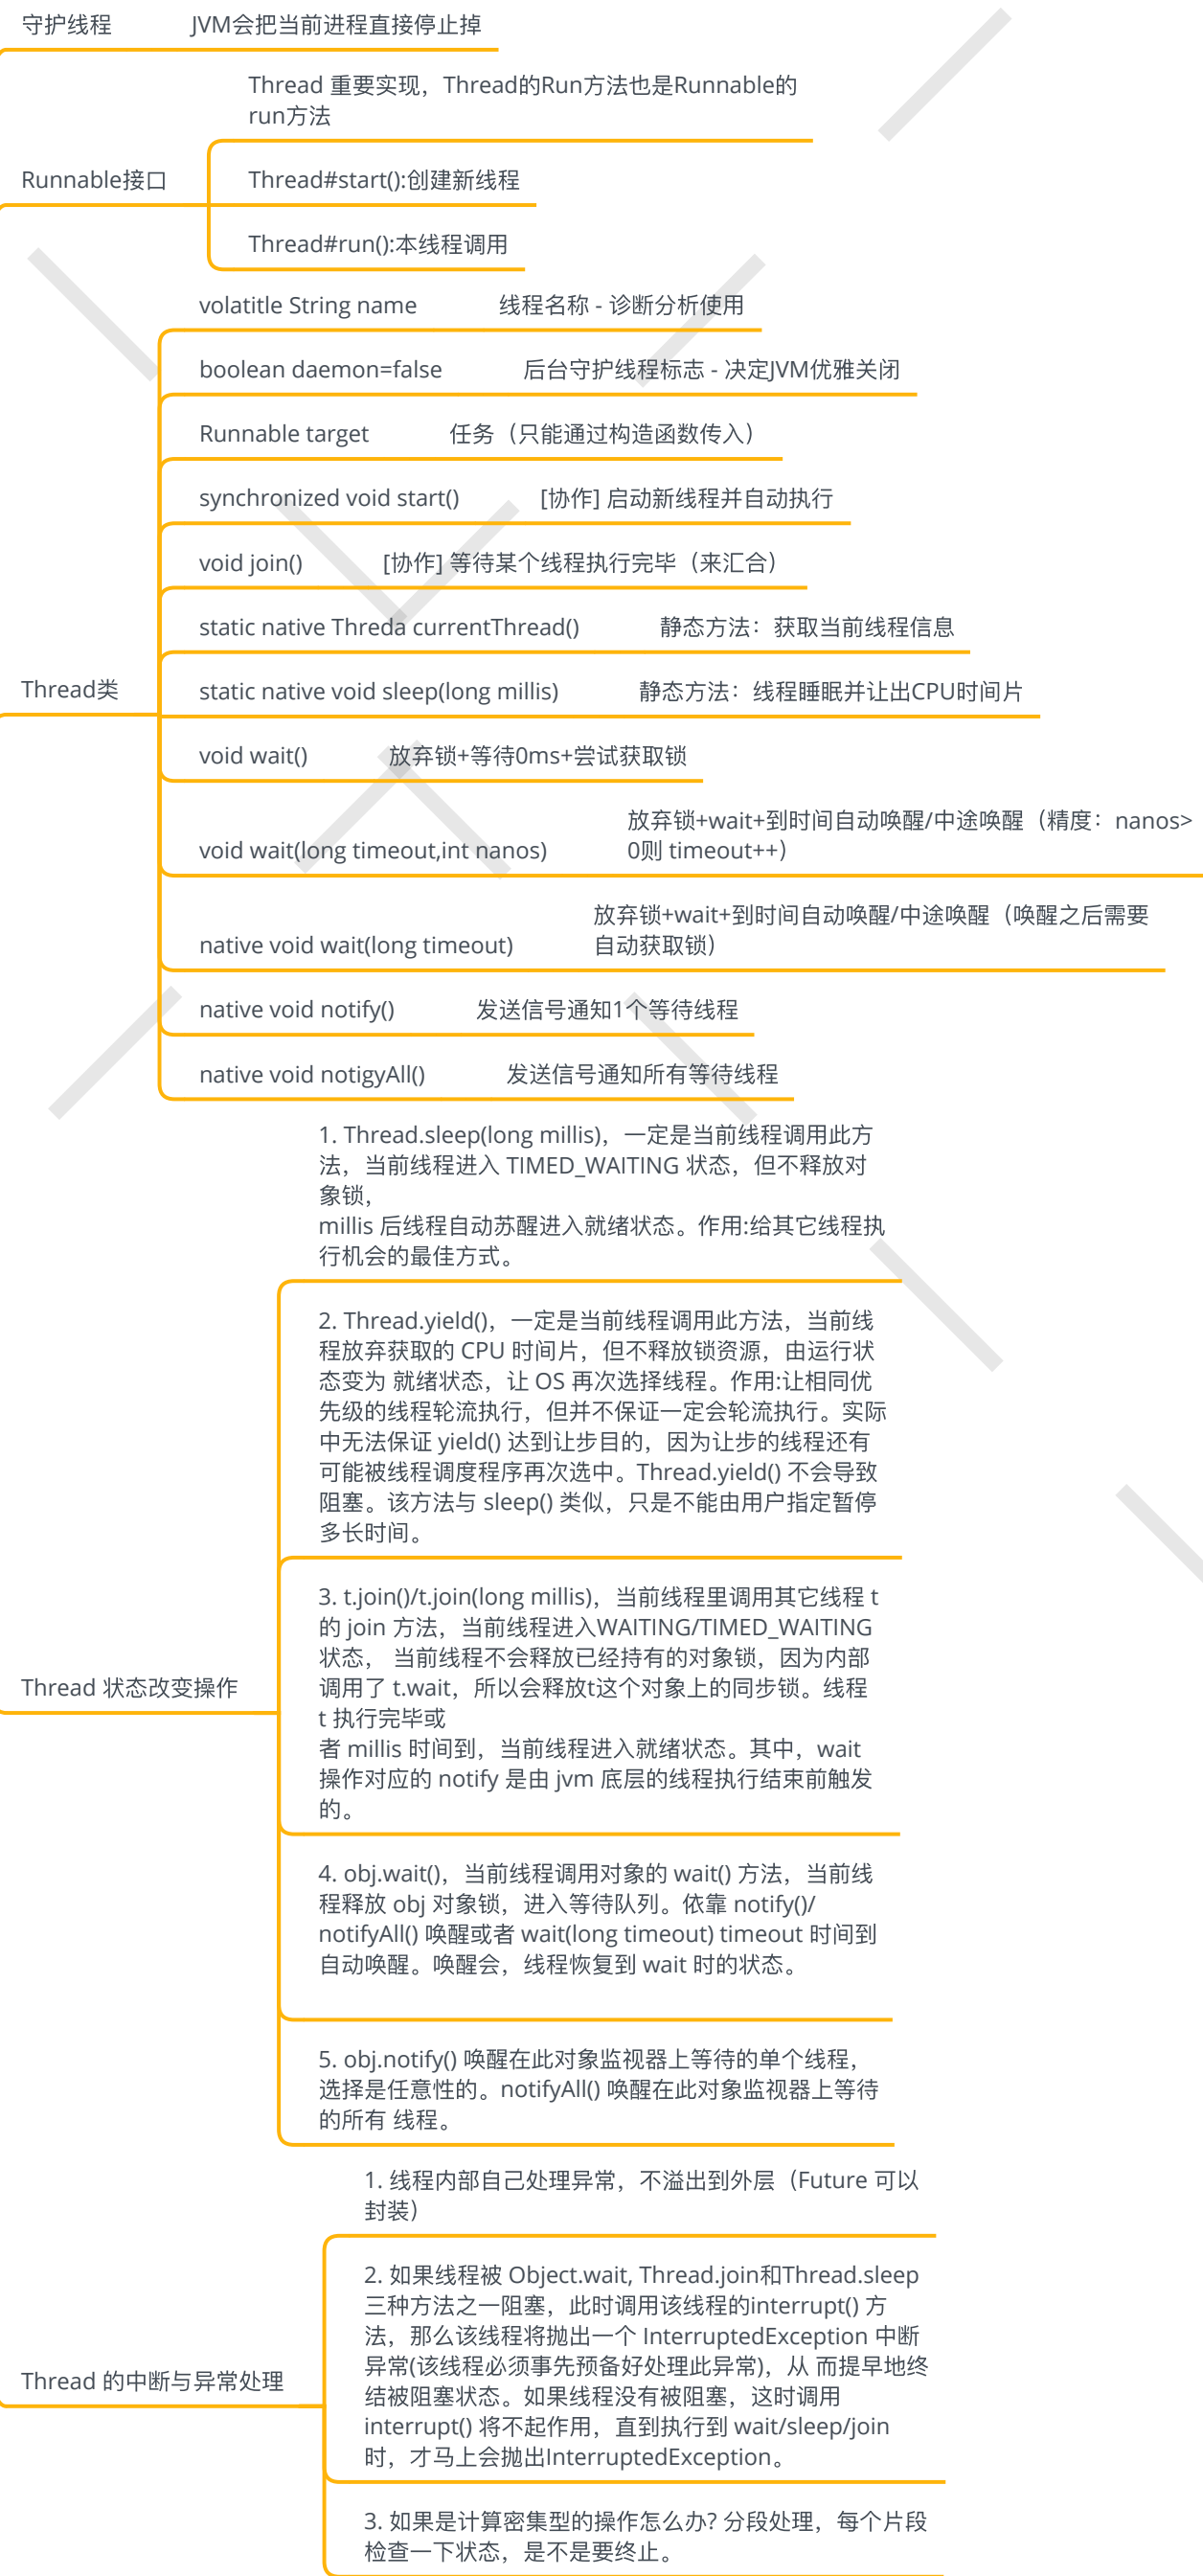 守护线程 JVM会把当前进程直接停止掉
Thread 重要实现，Thread的Run方法也是Runnable的
run方法
Runnable接口
Thread#start():创建新线程
Thread#run():本线程调用
volatitle String name 线程名称 - 诊断分析使用
boolean daemon=false 后台守护线程标志 - 决定JVM优雅关闭
Runnable target 任务（只能通过构造函数传入）
synchronized void start() [协作] 启动新线程并自动执行
void join() [协作] 等待某个线程执行完毕（来汇合）
static native Threda currentThread() 静态方法：获取当前线程信息
Thread类
static native void sleep(long millis) 静态方法：线程睡眠并让出CPU时间片
void wait() 放弃锁+等待0ms+尝试获取锁
void wait(long timeout,int nanos) 放弃锁+wait+到时间自动唤醒/中途唤醒（精度：nanos>
0则 timeout++）
native void wait(long timeout) 放弃锁+wait+到时间自动唤醒/中途唤醒（唤醒之后需要
自动获取锁）
native void notify() 发送信号通知1个等待线程
native void notigyAll() 发送信号通知所有等待线程
1. Thread.sleep(long millis)，一定是当前线程调用此方
法，当前线程进入 TIMED_WAITING 状态，但不释放对
象锁，
millis 后线程自动苏醒进入就绪状态。作用:给其它线程执
行机会的最佳方式。
2. Thread.yield()，一定是当前线程调用此方法，当前线
程放弃获取的 CPU 时间片，但不释放锁资源，由运行状
态变为 就绪状态，让 OS 再次选择线程。作用:让相同优
先级的线程轮流执行，但并不保证一定会轮流执行。实际
中无法保证 yield() 达到让步目的，因为让步的线程还有
可能被线程调度程序再次选中。Thread.yield() 不会导致
阻塞。该方法与 sleep() 类似，只是不能由用户指定暂停
多长时间。
3. t.join()/t.join(long millis)，当前线程里调用其它线程 t
的 join 方法，当前线程进入WAITING/TIMED_WAITING
状态， 当前线程不会释放已经持有的对象锁，因为内部
调用了 t.wait，所以会释放t这个对象上的同步锁。线程
t 执行完毕或
者 millis 时间到，当前线程进入就绪状态。其中，wait
操作对应的 notify 是由 jvm 底层的线程执行结束前触发
的。
Thread 状态改变操作
4. obj.wait()，当前线程调用对象的 wait() 方法，当前线
程释放 obj 对象锁，进入等待队列。依靠 notify()/
notifyAll() 唤醒或者 wait(long timeout) timeout 时间到
自动唤醒。唤醒会，线程恢复到 wait 时的状态。
5. obj.notify() 唤醒在此对象监视器上等待的单个线程，
选择是任意性的。notifyAll() 唤醒在此对象监视器上等待
的所有 线程。
1. 线程内部自己处理异常，不溢出到外层（Future 可以
封装）
2. 如果线程被 Object.wait, Thread.join和Thread.sleep
三种方法之一阻塞，此时调用该线程的interrupt() 方
法，那么该线程将抛出一个 InterruptedException 中断
异常(该线程必须事先预备好处理此异常)，从 而提早地终
结被阻塞状态。如果线程没有被阻塞，这时调用
interrupt() 将不起作用，直到执行到 wait/sleep/join
时，才马上会抛出InterruptedException。
Thread 的中断与异常处理
3. 如果是计算密集型的操作怎么办? 分段处理，每个片段
检查一下状态，是不是要终止。